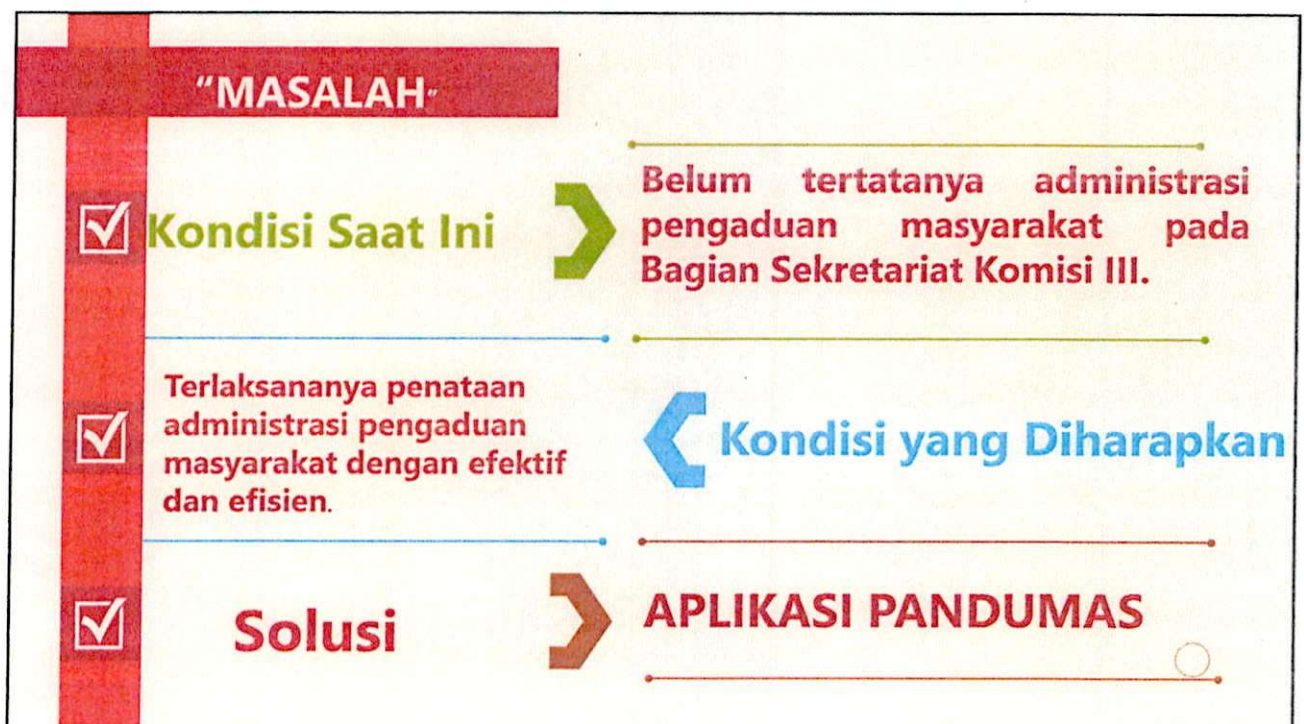 "MASALAH"
Kondisi Saat Ini
Belum tertatanya administrasi
pengaduan masyarakat pada
Bagian Sekretariat Komisi III.
Terlaksananya penataan
administrasi pengaduan
masyarakat dengan efektif
dan efisien.
Kondisi yang Diharapkan
Solusi
APLIKASI PANDUMAS